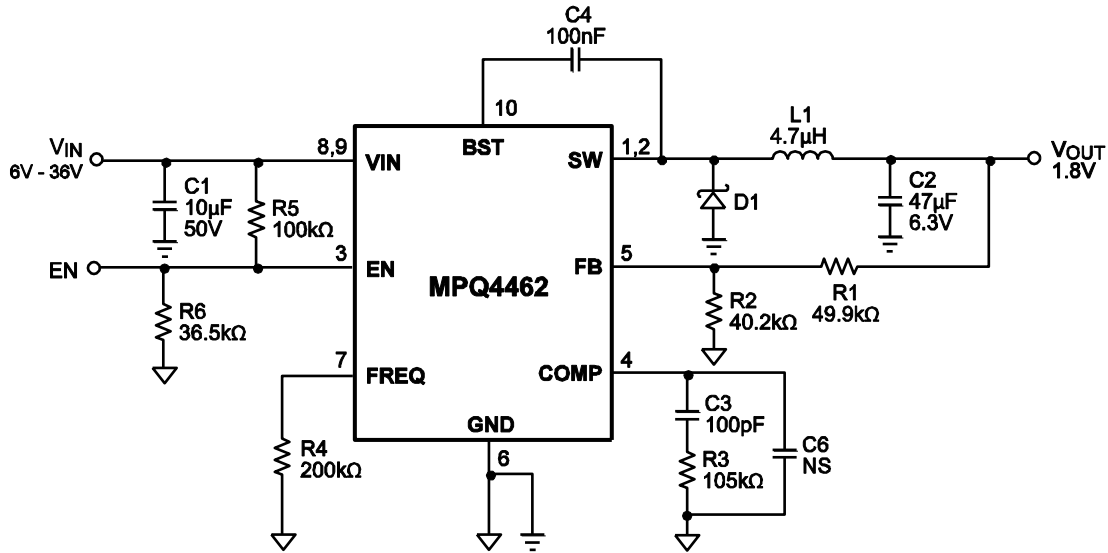 C4
100nF
10
L1
4.7µH
VIN
6V - 36V
8,9
VIN
BST
SW
1,2
VOUT
1.8V
C1
10µF
50V
R5
100kΩ
D1
C2
47µF
6.3V
EN
3
EN
MPQ4462
FB
5
R1
49.9kΩ
R6
36.5kΩ
R2
40.2kΩ
7
FREQ
COMP
4
GND
6
R4
200kΩ
C3
100pF
R3
105kΩ
C6
NS